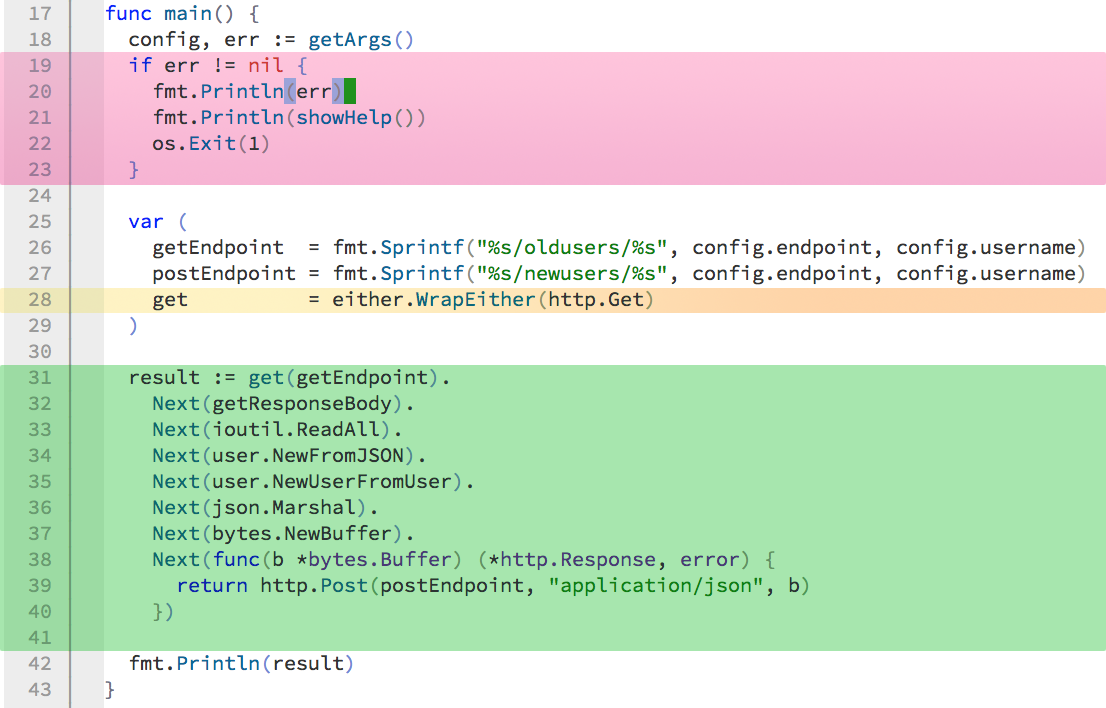 17 func main() {
18   config, err := getArgs()
19   if err != nil {
20     fmt.Println(err)
21     fmt.Println(showHelp())
22     os.Exit(1)
23   }
24
25   var (
26     getEndpoint  = fmt.Sprintf("%s/oldusers/%s", config.endpoint, config.username)
27     postEndpoint = fmt.Sprintf("%s/newusers/%s", config.endpoint, config.username)
28     get          = either.WrapEither(http.Get)
29   )
30
31   result := get(getEndpoint).
32     Next(getResponseBody).
33     Next(ioutil.ReadAll).
34     Next(user.NewFromJSON).
35     Next(user.NewUserFromUser).
36     Next(json.Marshal).
37     Next(bytes.NewBuffer).
38     Next(func(b *bytes.Buffer) (*http.Response, error) {
39       return http.Post(postEndpoint, "application/json", b)
40     })
41
42   fmt.Println(result)
43 }